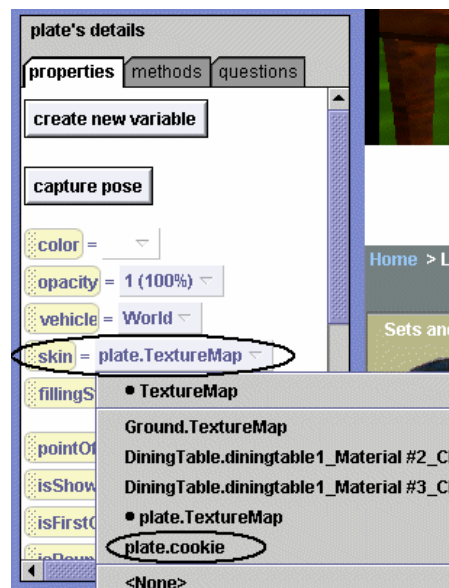 plate's details
properties methods questions
create new variable
capture pose
color =
opacity = 1 (100%)
Home > L
vehicle = World
Sets and
skin = plate.TextureMap
fillingS
• TextureMap
Ground.TextureMap
pointOf
DiningTable.diningtable1_Material #2_C
isShow
DiningTable.diningtable1_Material #3_C
isFirstC
• plate.TextureMap
plate.cookie
<None>